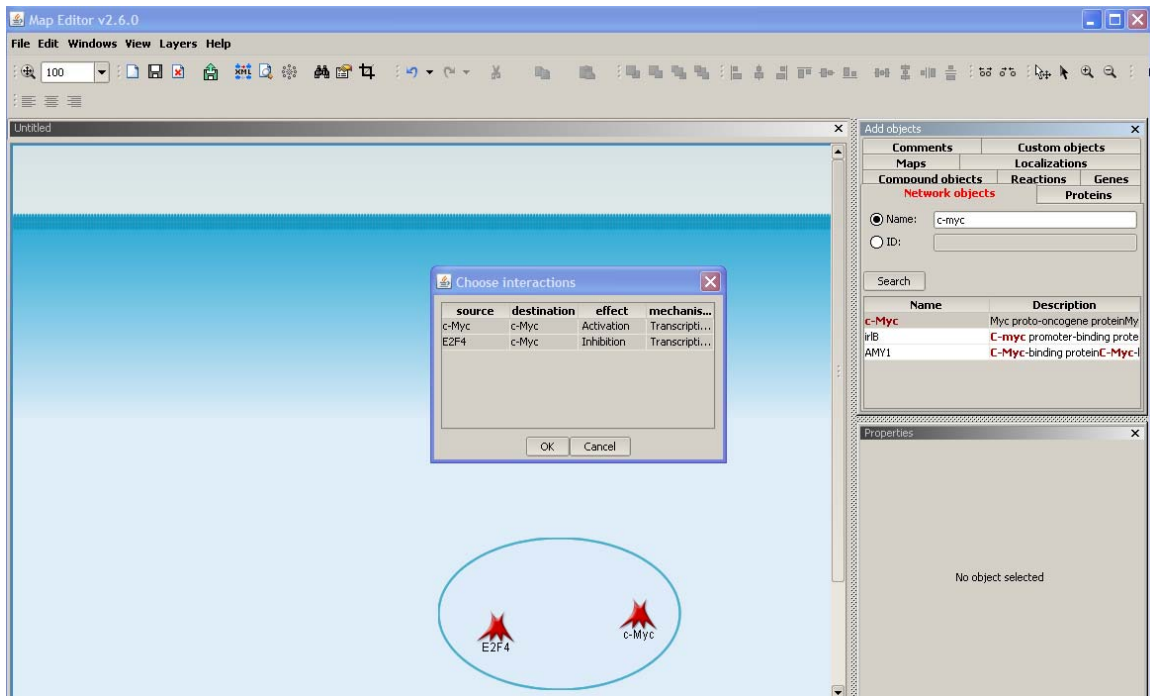 Map Editor v2.6.0
File Edit Windows View Layers Help
100
XML
Untitled
Add objects
Comments Custom objects
Maps Localizations
Compound objects Reactions Genes
Network objects Proteins
Name: c-myc
ID:
Search
Name Description
c-Myc Myc proto-oncogene proteinMy
irlB C-myc promoter-binding prote
AMY1 C-Myc-binding proteinC-Myc-l
Choose interactions
source destination effect mechanis...
c-Myc c-Myc Activation Transcripti...
E2F4 c-Myc Inhibition Transcripti...
OK Cancel
Properties
No object selected
E2F4
c-Myc